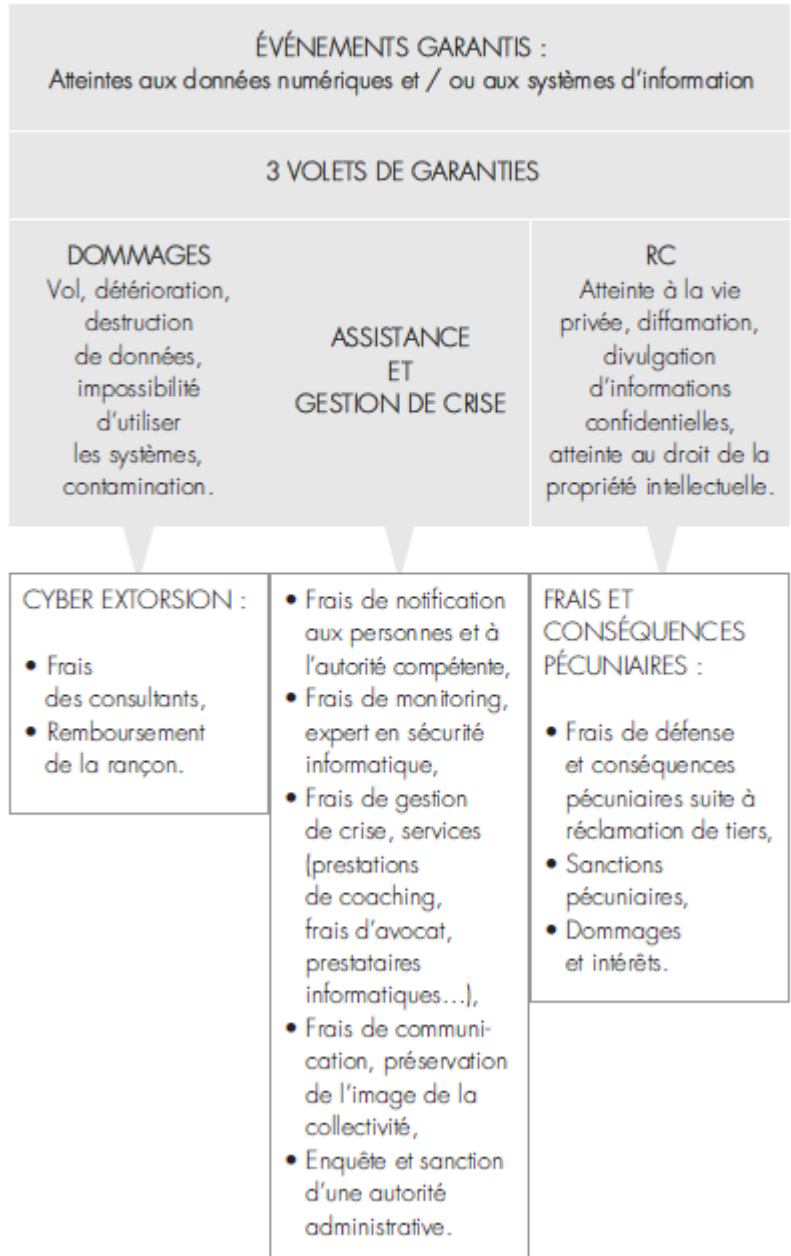 ÉVÉNEMENTS GARANTIS :
Atteintes aux données numériques et / ou aux systèmes d'information
3 VOLETS DE GARANTIES
DOMMAGES
Vol, détérioration,
destruction
de données,
impossibilité
d'utiliser
les systèmes,
contamination.
ASSISTANCE
ET
GESTION DE CRISE
RC
Atteinte à la vie
privée, diffamation,
divulgation
d'informations
confidentielles,
atteinte au droit de la
propriété intellectuelle.
CYBER EXTORSION :
• Frais
des consultants,
• Remboursement
de la rançon.
• Frais de notification
aux personnes et à
l'autorité compétente,
• Frais de monitoring,
expert en sécurité
informatique,
• Frais de gestion
de crise, services
(prestations
de coaching,
frais d'avocat,
prestataires
informatiques...),
• Frais de communi-
cation, préservation
de l'image de la
collectivité,
• Enquête et sanction
d'une autorité
administrative.
FRAIS ET
CONSÉQUENCES
PÉCUNIAIRES :
• Frais de défense
et conséquences
pécuniaires suite à
réclamation de tiers,
• Sanctions
pécuniaires,
• Dommages
et intérêts.